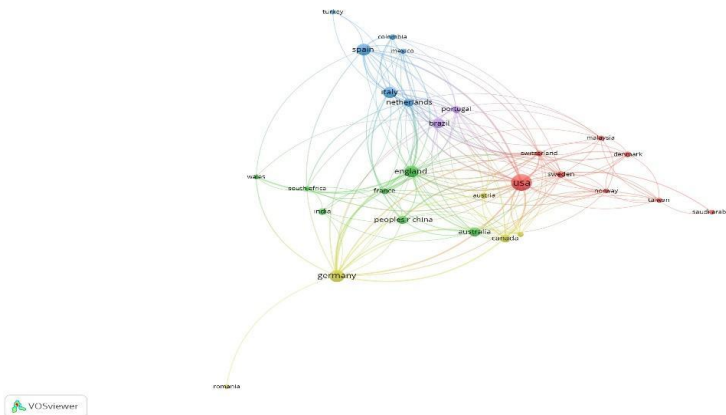 turkey
colombia
spain
mexico
italy
netherlands
portugal
brazil
malaysia
switzerland
denmark
england
sweden
wales
usa
south africa
france
norway
austria
taiwan
india
saudi arab
peoples r china
australia
canada
germany
romania
VOSviewer